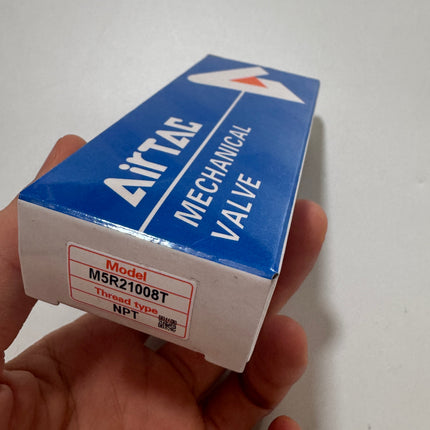 AirTAC
MECHANICAL
VALVE
Model
M5R21008T
Thread type
NPT